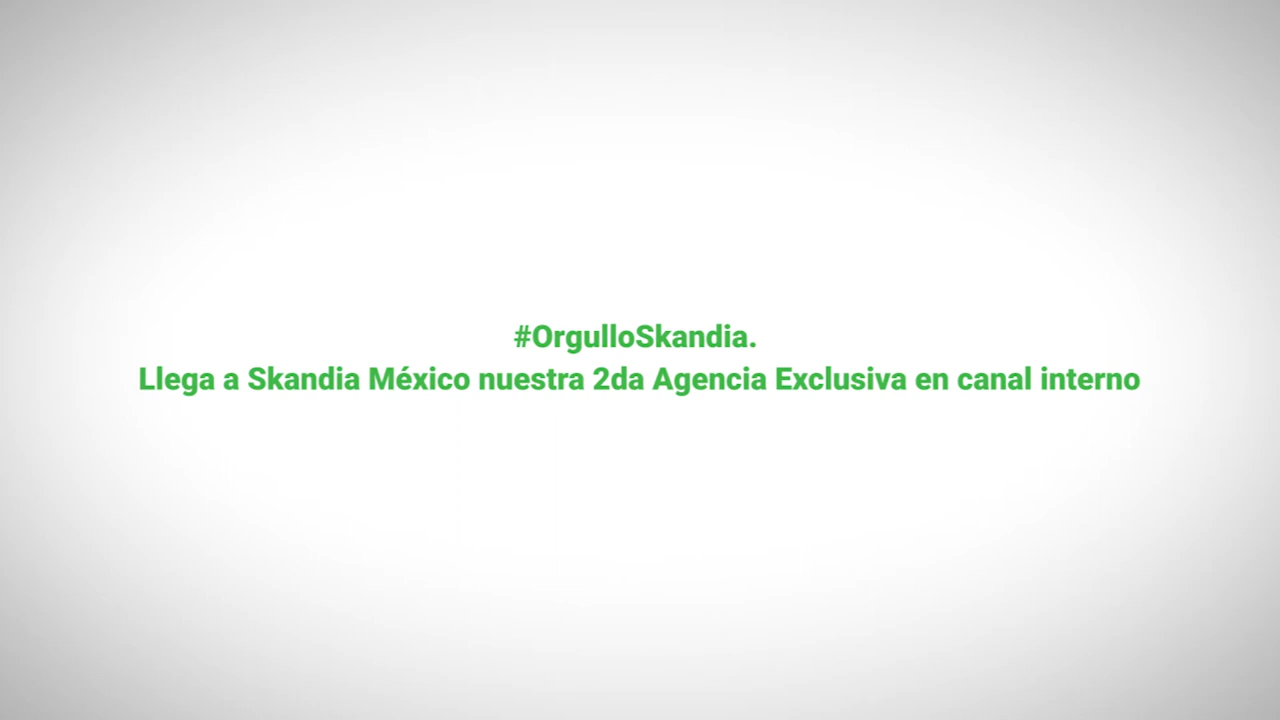 #OrgulloSkandia.
Llega a Skandia México nuestra 2da Agencia Exclusiva en canal interno